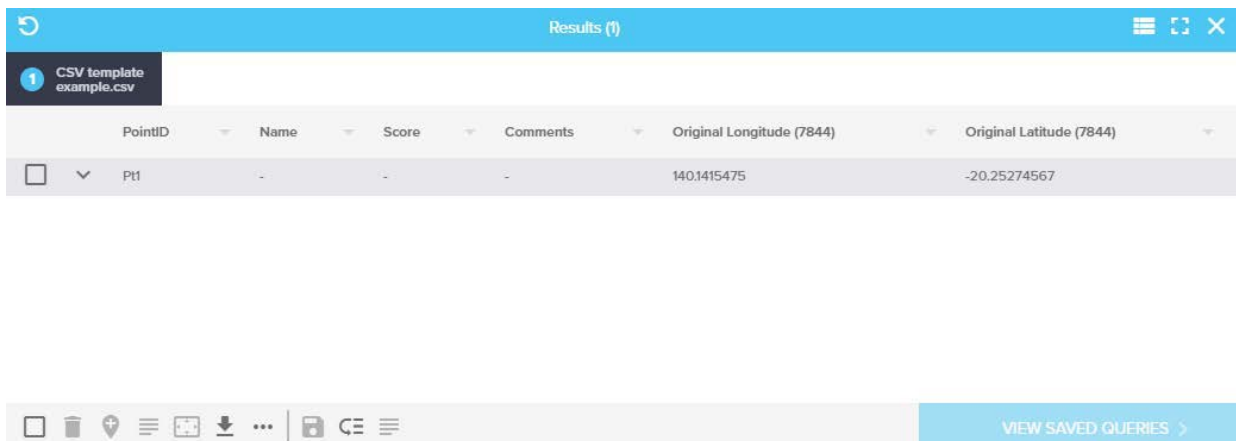 Results (1)
1 CSV template
example.csv
PointID Name Score Comments Original Longitude (7844) Original Latitude (7844)
Pt1 - - - 140.1415475 -20.25274567
VIEW SAVED QUERIES >